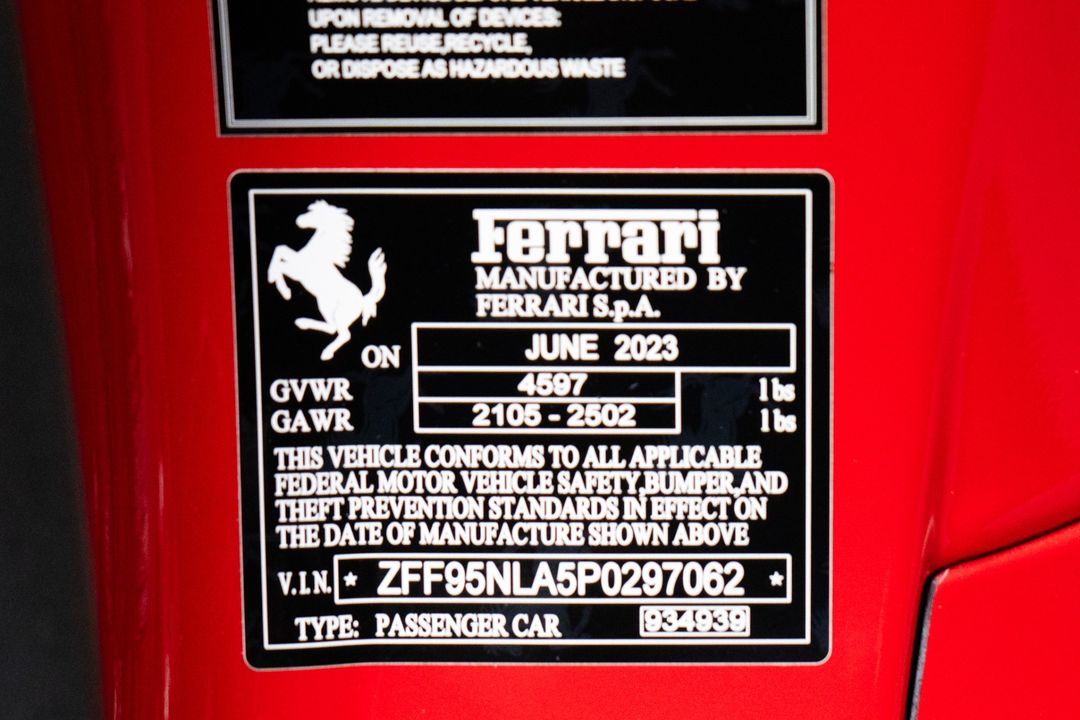 UPON REMOVAL OF DEVICES:
PLEASE REUSE,RECYCLE,
OR DISPOSE AS HAZARDOUS WASTE
Ferrari
MANUFACTURED BY
FERRARI S.p.A.
ON JUNE 2023
GVWR 4597 lbs
GAWR 2105 - 2502 lbs
THIS VEHICLE CONFORMS TO ALL APPLICABLE
FEDERAL MOTOR VEHICLE SAFETY,BUMPER,AND
THEFT PREVENTION STANDARDS IN EFFECT ON
THE DATE OF MANUFACTURE SHOWN ABOVE
V.I.N. * ZFF95NLA5P0297062 *
TYPE: PASSENGER CAR 934939